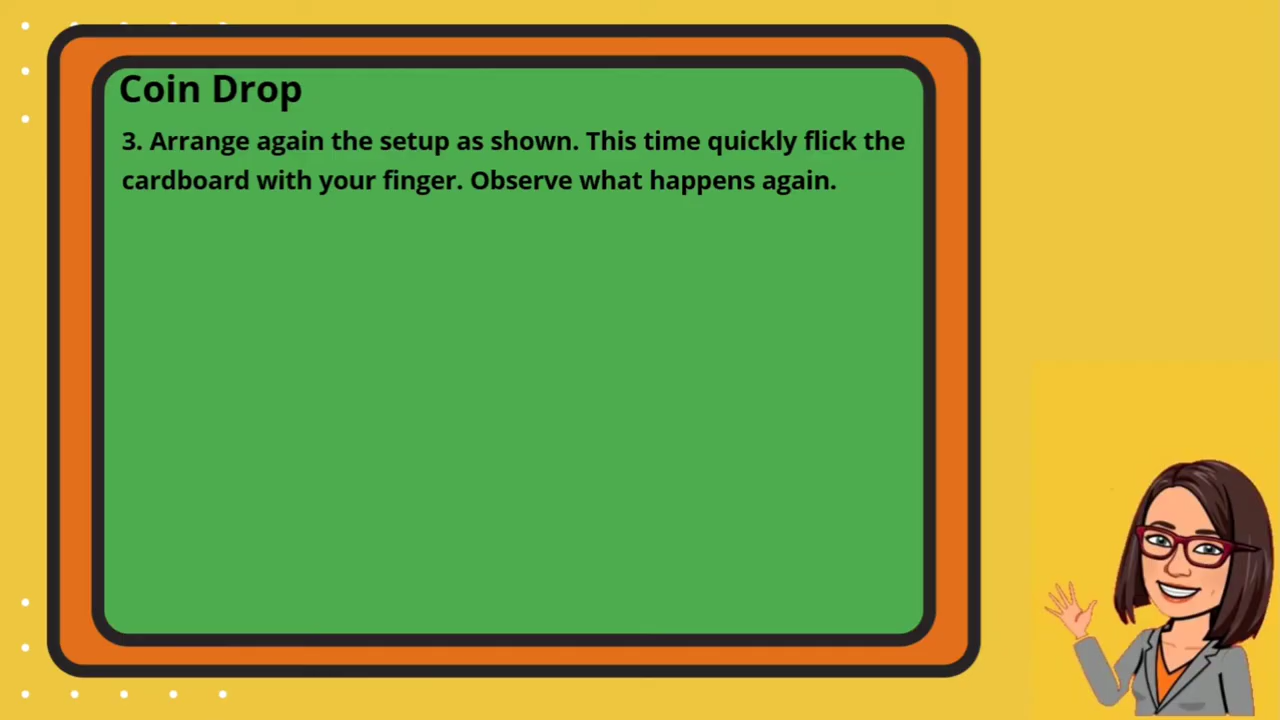 Coin Drop
3. Arrange again the setup as shown. This time quickly flick the
cardboard with your finger. Observe what happens again.